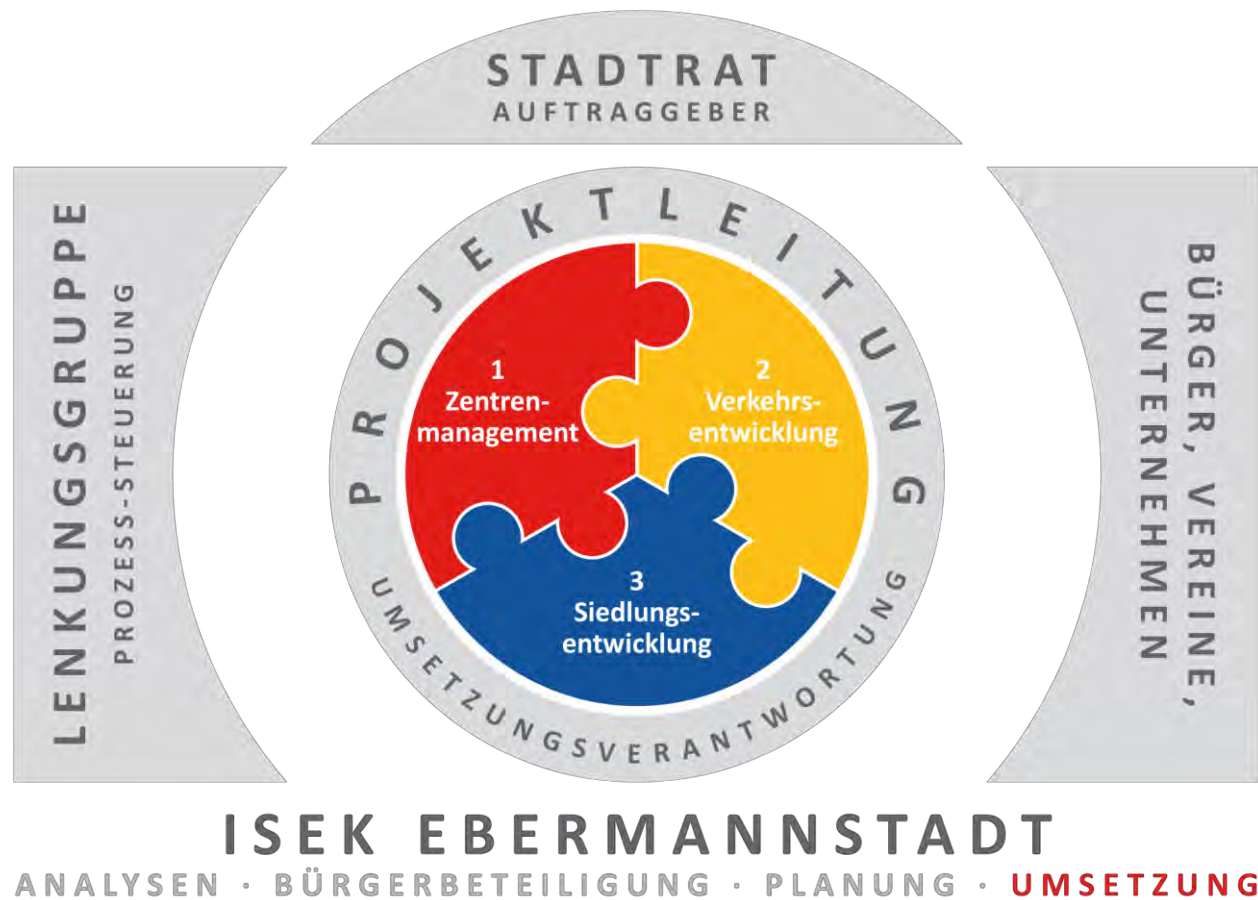 STADTRAT
AUFTRAGGEBER
LENKUNGSGRUPPE
PROZESS-STEUERUNG
PROJEKTLEITUNG
1
Zentren-
management
2
Verkehrs-
entwicklung
3
Siedlungs-
entwicklung
UMSETZUNGSVERANTWORTUNG
BÜRGER, VEREINE,
UNTERNEHMEN
ISEK EBERMANNSTADT
ANALYSEN · BÜRGERBETEILIGUNG · PLANUNG · UMSETZUNG